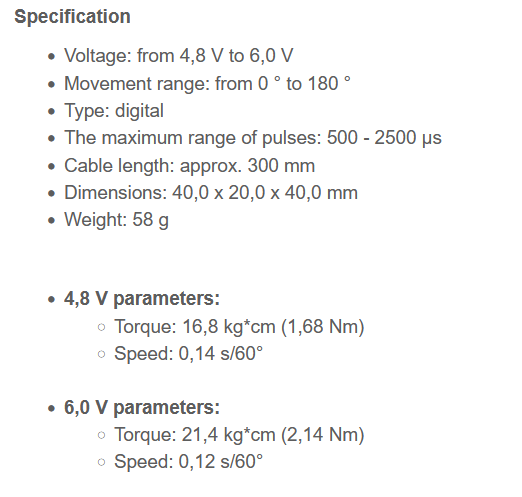 Specification
• Voltage: from 4,8 V to 6,0 V
• Movement range: from 0 ° to 180 °
• Type: digital
• The maximum range of pulses: 500 - 2500 µs
• Cable length: approx. 300 mm
• Dimensions: 40,0 x 20,0 x 40,0 mm
• Weight: 58 g
• 4,8 V parameters:
○ Torque: 16,8 kg*cm (1,68 Nm)
○ Speed: 0,14 s/60°
• 6,0 V parameters:
○ Torque: 21,4 kg*cm (2,14 Nm)
○ Speed: 0,12 s/60°